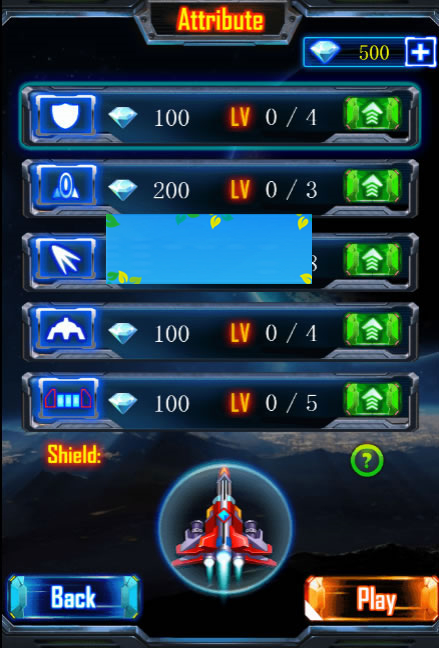 Attribute
500
100 LV 0 / 4
200 LV 0 / 3
100 LV 0 / 4
100 LV 0 / 5
Shield:
?
Back Play